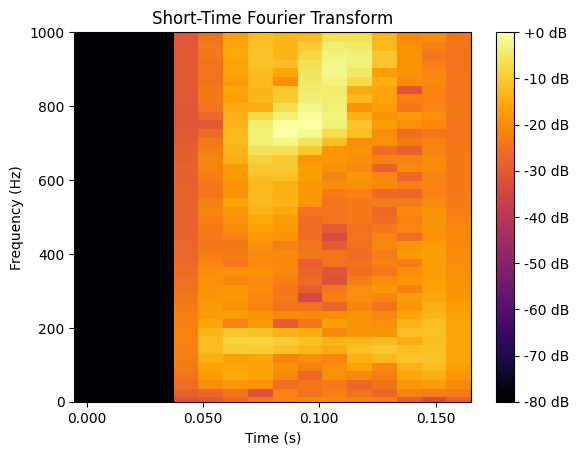 Short-Time Fourier Transform
+0 dB
-10 dB
-20 dB
-30 dB
-40 dB
-50 dB
-60 dB
-70 dB
-80 dB
1000
800
600
400
200
0
Frequency (Hz)
0.000
0.050
0.100
0.150
Time (s)